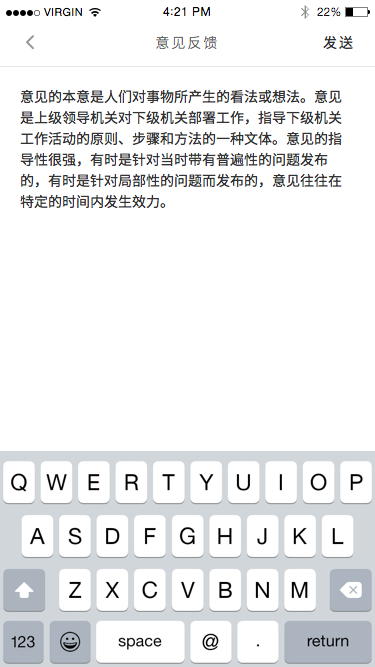 VIRGIN 4:21 PM 22%
意见反馈 发送
意见的本意是人们对事物所产生的看法或想法。意见
是上级领导机关对下级机关部署工作，指导下级机关
工作活动的原则、步骤和方法的一种文体。意见的指
导性很强，有时是针对当时带有普遍性的问题发布
的，有时是针对局部性的问题而发布的，意见往往在
特定的时间内发生效力。
Q W E R T Y U I O P
A S D F G H J K L
Z X C V B N M
123 space @ . return